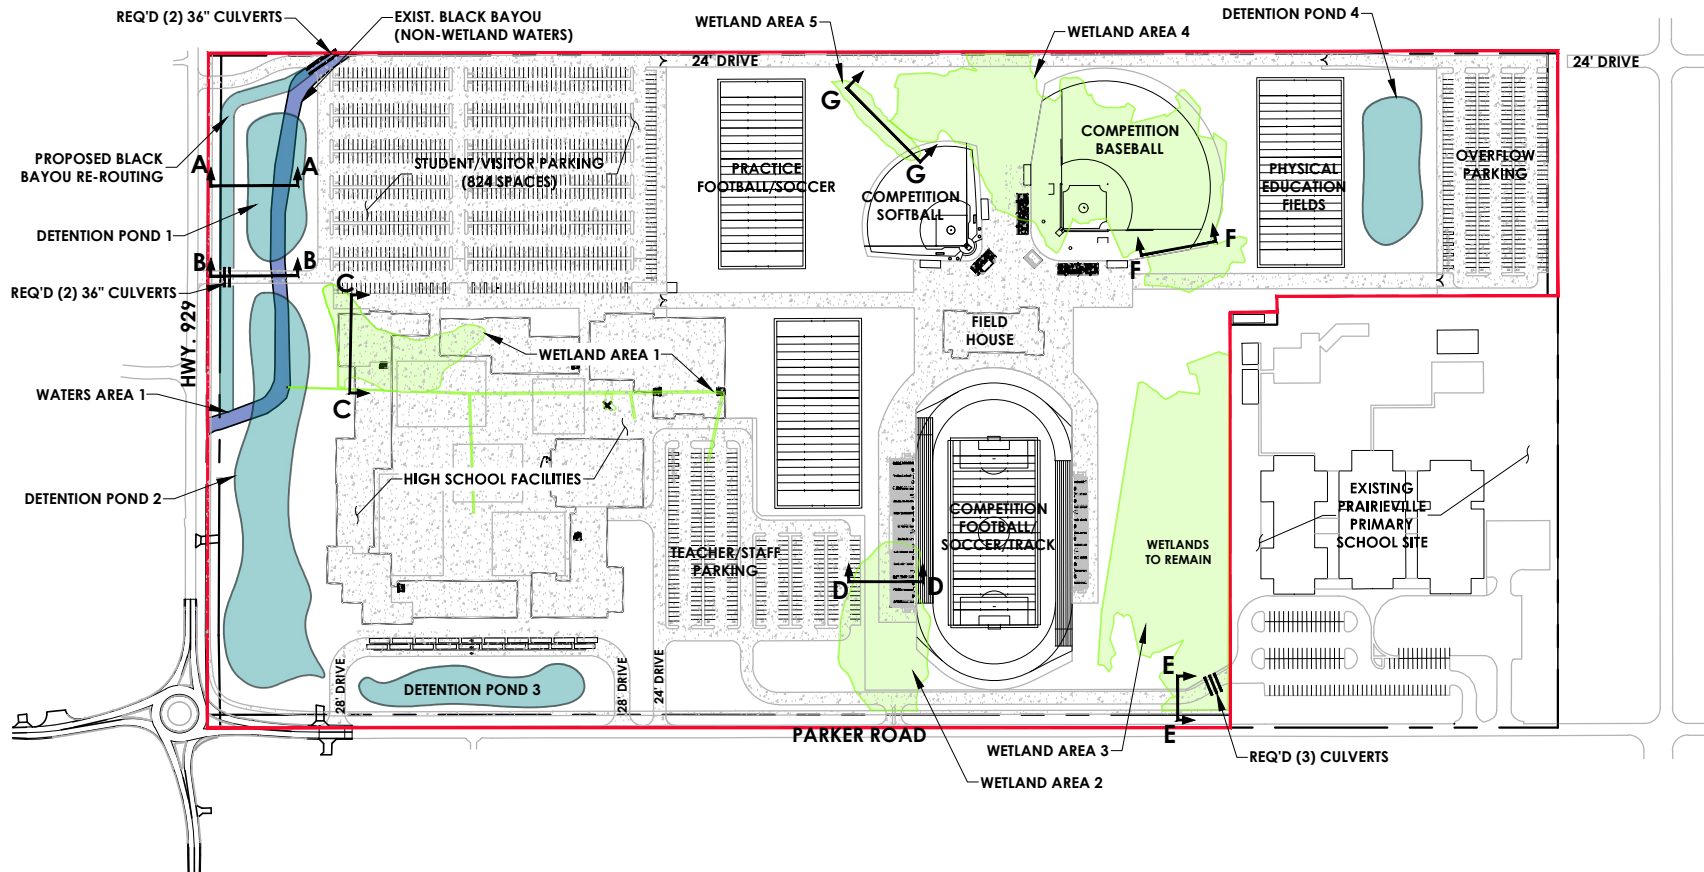 REQ'D (2) 36" CULVERTS
EXIST. BLACK BAYOU
(NON-WETLAND WATERS)
WETLAND AREA 5
WETLAND AREA 4
DETENTION POND 4
24' DRIVE
24' DRIVE
G
G
PROPOSED BLACK
BAYOU RE-ROUTING
A
A
STUDENT/VISITOR PARKING
(824 SPACES)
PRACTICE
FOOTBALL/SOCCER
COMPETITION
SOFTBALL
COMPETITION
BASEBALL
PHYSICAL
EDUCATION
FIELDS
OVERFLOW
PARKING
DETENTION POND 1
B
B
F
F
REQ'D (2) 36" CULVERTS
C
C
HWY. 929
WETLAND AREA 1
FIELD
HOUSE
WATERS AREA 1
DETENTION POND 2
HIGH SCHOOL FACILITIES
COMPETITION
FOOTBALL/
SOCCER/TRACK
EXISTING
PRAIRIEVILLE
PRIMARY
SCHOOL SITE
TEACHER/STAFF
PARKING
WETLANDS
TO REMAIN
D
D
28' DRIVE
DETENTION POND 3
28' DRIVE
24' DRIVE
E
E
PARKER ROAD
WETLAND AREA 3
REQ'D (3) CULVERTS
WETLAND AREA 2